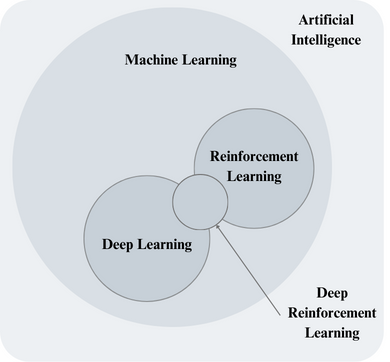 Artificial
Intelligence
Machine Learning
Reinforcement
Learning
Deep Learning
Deep
Reinforcement
Learning